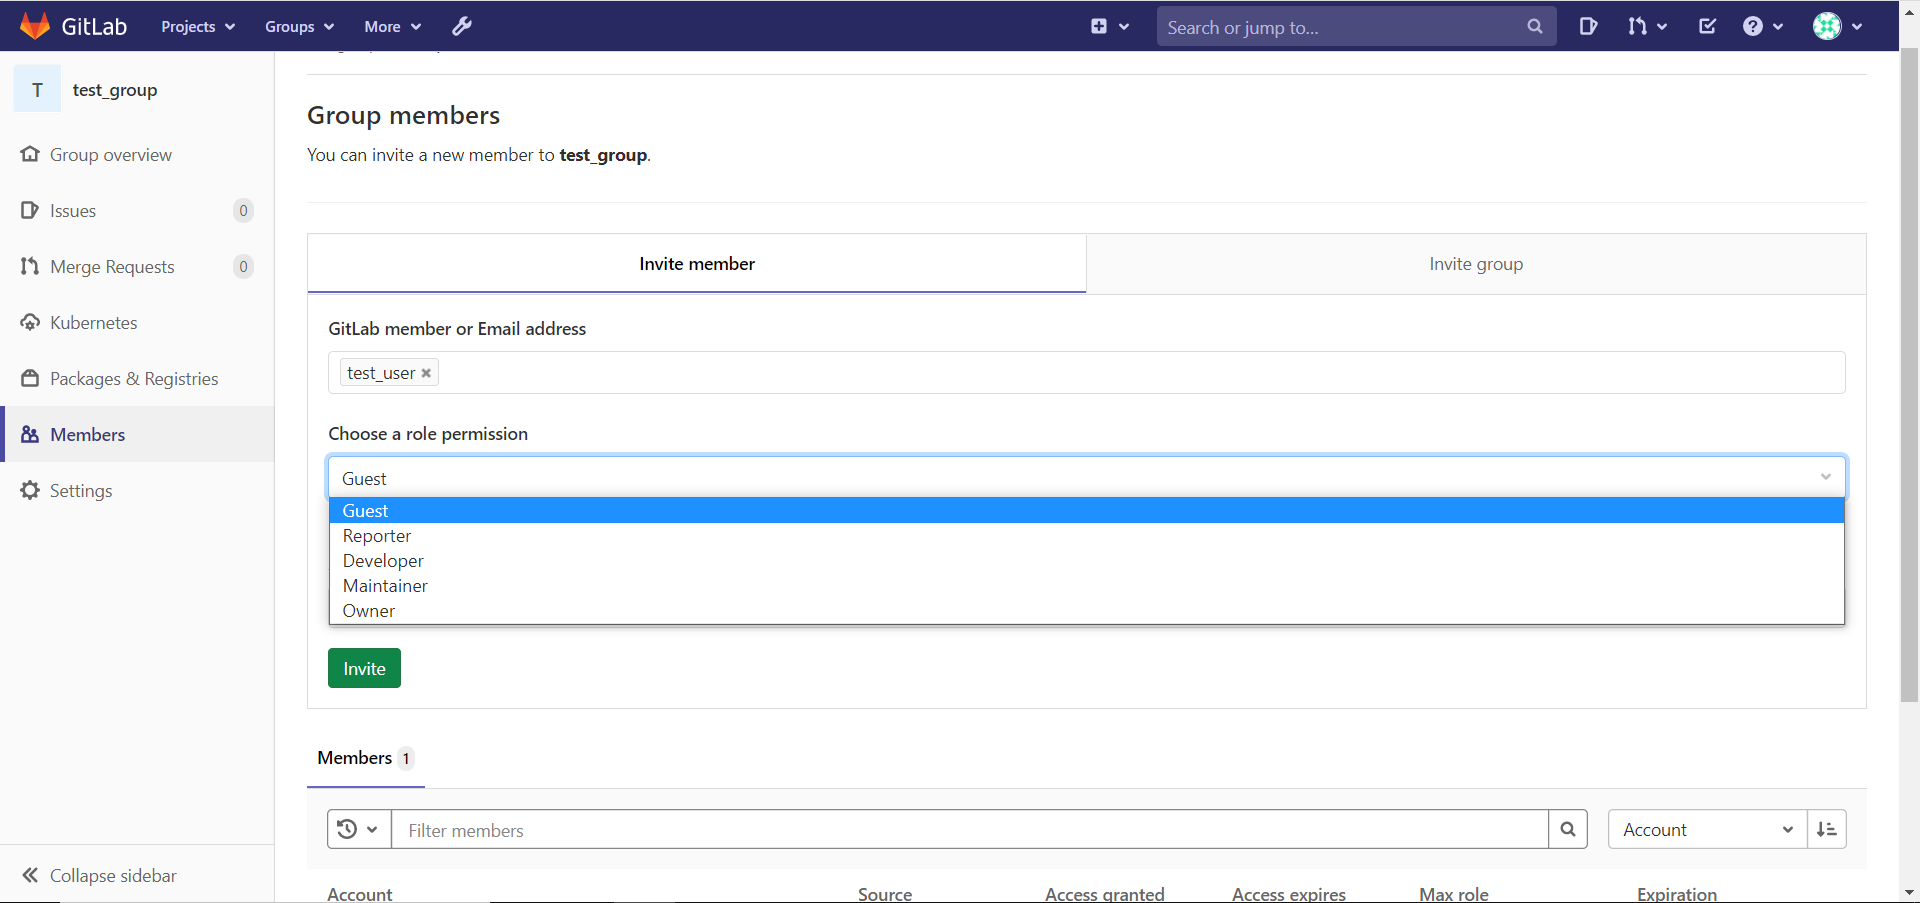 GitLab Projects Groups More Search or jump to...
T test_group
Group overview
Issues 0
Merge Requests 0
Kubernetes
Packages & Registries
Members
Settings
Collapse sidebar
Group members
You can invite a new member to test_group.
Invite member Invite group
GitLab member or Email address
test_user
Choose a role permission
Guest
Guest
Reporter
Developer
Maintainer
Owner
Invite
Members 1
Filter members Account
Account Source Access granted Access expires Max role Expiration